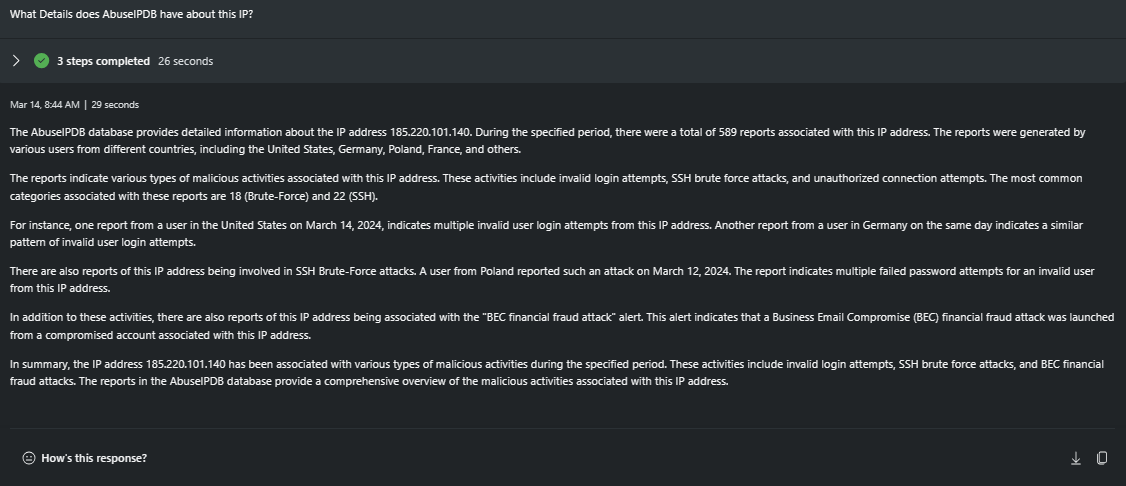 What Details does AbuseIPDB have about this IP?
3 steps completed 26 seconds
Mar 14, 8:44 AM | 29 seconds
The AbuseIPDB database provides detailed information about the IP address 185.220.101.140. During the specified period, there were a total of 589 reports associated with this IP address. The reports were generated by
various users from different countries, including the United States, Germany, Poland, France, and others.
The reports indicate various types of malicious activities associated with this IP address. These activities include invalid login attempts, SSH brute force attacks, and unauthorized connection attempts. The most common
categories associated with these reports are 18 (Brute-Force) and 22 (SSH).
For instance, one report from a user in the United States on March 14, 2024, indicates multiple invalid user login attempts from this IP address. Another report from a user in Germany on the same day indicates a similar
pattern of invalid user login attempts.
There are also reports of this IP address being involved in SSH Brute-Force attacks. A user from Poland reported such an attack on March 12, 2024. The report indicates multiple failed password attempts for an invalid user
from this IP address.
In addition to these activities, there are also reports of this IP address being associated with the "BEC financial fraud attack" alert. This alert indicates that a Business Email Compromise (BEC) financial fraud attack was launched
from a compromised account associated with this IP address.
In summary, the IP address 185.220.101.140 has been associated with various types of malicious activities during the specified period. These activities include invalid login attempts, SSH brute force attacks, and BEC financial
fraud attacks. The reports in the AbuseIPDB database provide a comprehensive overview of the malicious activities associated with this IP address.
How's this response?